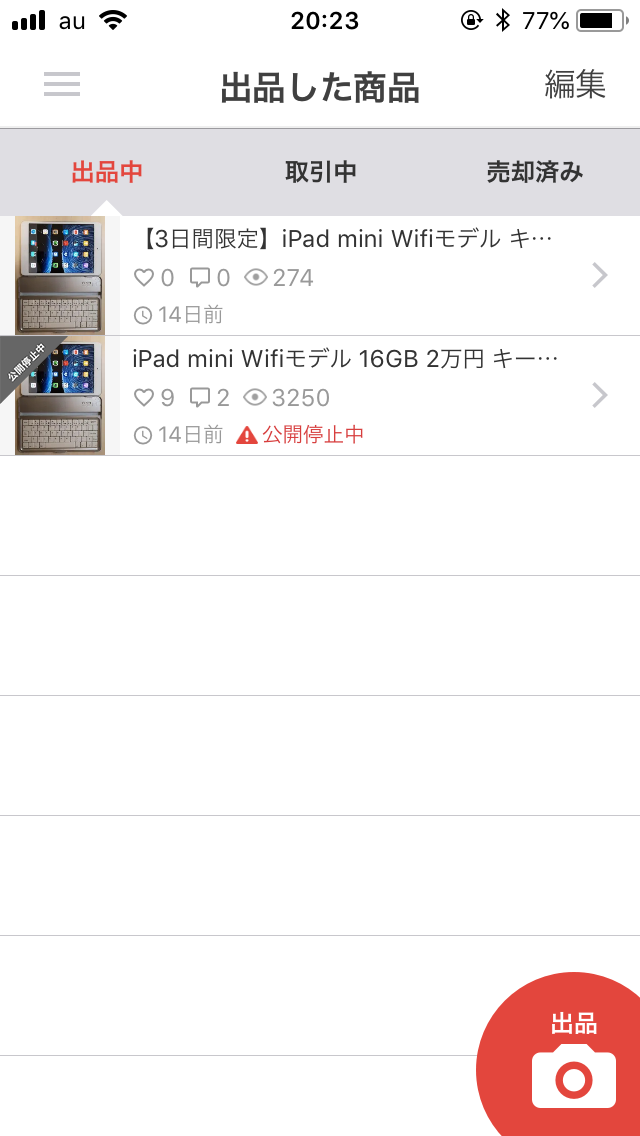 au 20:23 77%
出品した商品 編集
出品中 取引中 売却済み
【3日間限定】iPad mini Wifiモデル キ…
0 0 274
14日前
公開停止中
iPad mini Wifiモデル 16GB 2万円 キー…
9 2 3250
14日前 公開停止中
出品